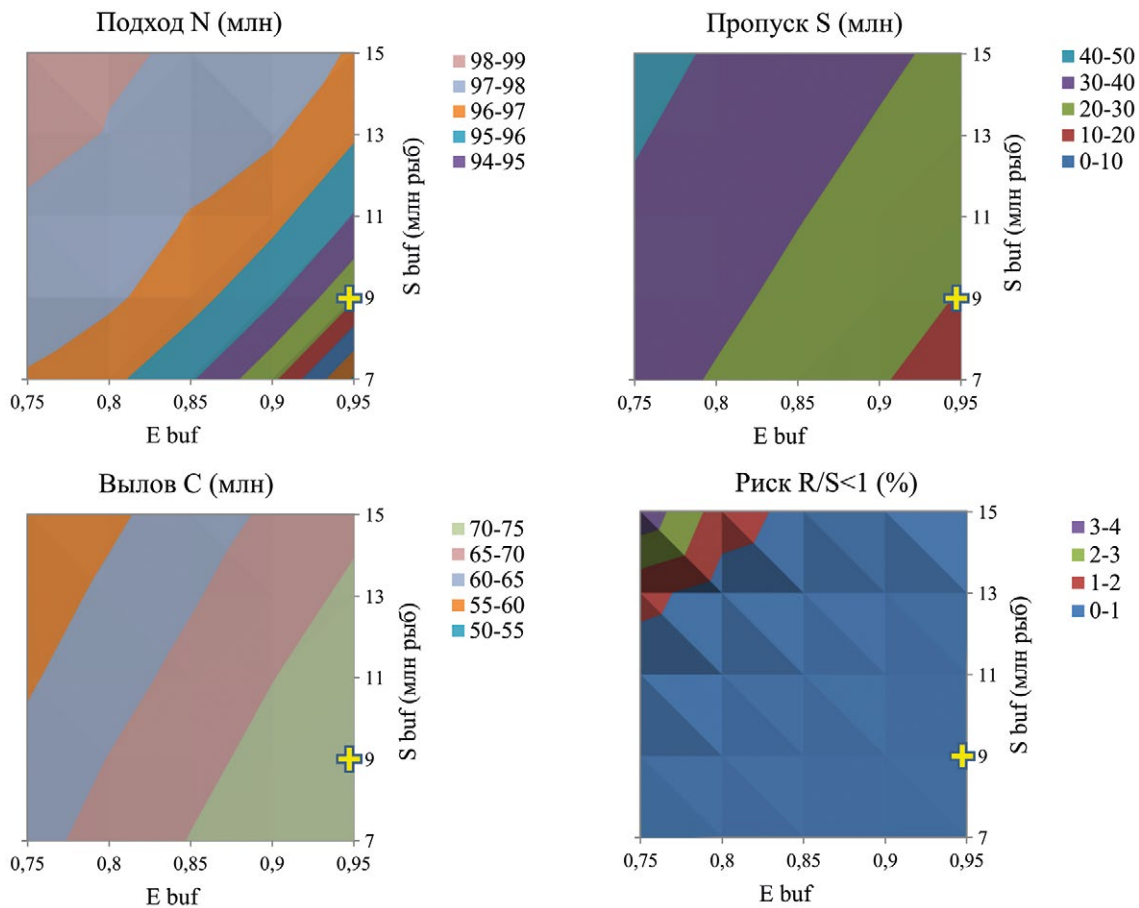 Подход N (млн)
15
13
11
9
7
S buf (млн рыб)
0,75 0,8 0,85 0,9 0,95
E buf
98-99
97-98
96-97
95-96
94-95
Пропуск S (млн)
15
13
11
9
7
S buf (млн рыб)
0,75 0,8 0,85 0,9 0,95
E buf
40-50
30-40
20-30
10-20
0-10
Вылов C (млн)
15
13
11
9
7
S buf (млн рыб)
0,75 0,8 0,85 0,9 0,95
E buf
70-75
65-70
60-65
55-60
50-55
Риск R/S<1 (%)
15
13
11
9
7
S buf (млн рыб)
0,75 0,8 0,85 0,9 0,95
E buf
3-4
2-3
1-2
0-1